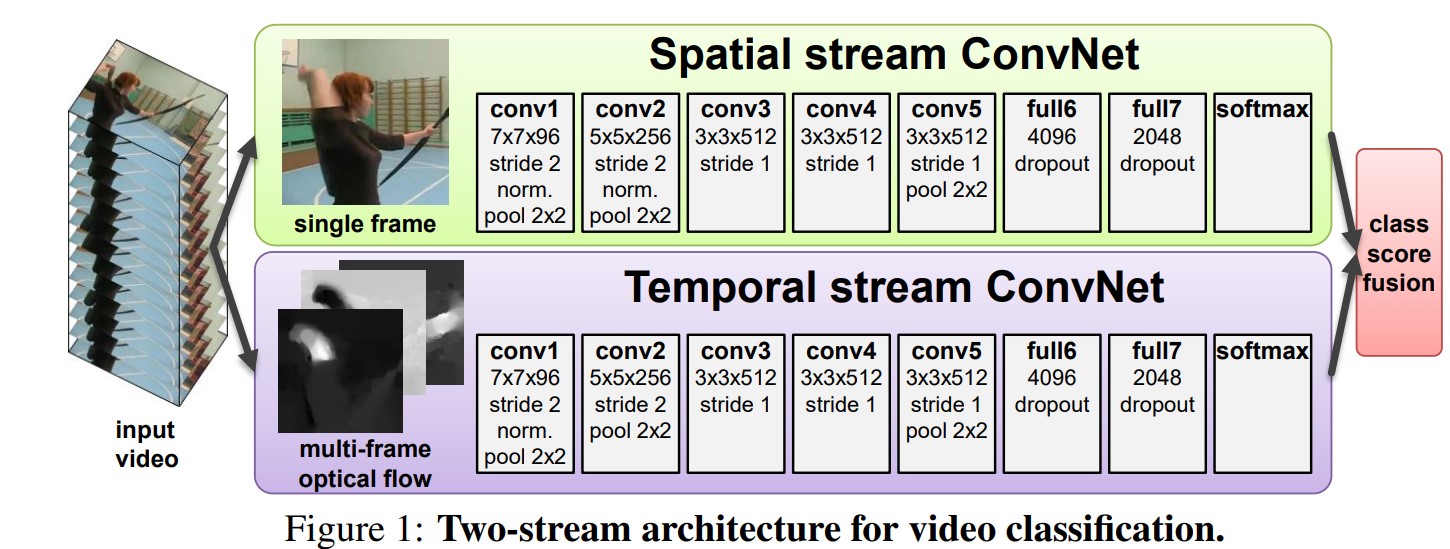 Spatial stream ConvNet
single frame
conv1
7x7x96
stride 2
norm.
pool 2x2
conv2
5x5x256
stride 2
norm.
pool 2x2
conv3
3x3x512
stride 1
conv4
3x3x512
stride 1
conv5
3x3x512
stride 1
pool 2x2
full6
4096
dropout
full7
2048
dropout
softmax
input
video
Temporal stream ConvNet
multi-frame
optical flow
conv1
7x7x96
stride 2
norm.
pool 2x2
conv2
5x5x256
stride 2
pool 2x2
conv3
3x3x512
stride 1
conv4
3x3x512
stride 1
conv5
3x3x512
stride 1
pool 2x2
full6
4096
dropout
full7
2048
dropout
softmax
class
score
fusion
Figure 1: Two-stream architecture for video classification.